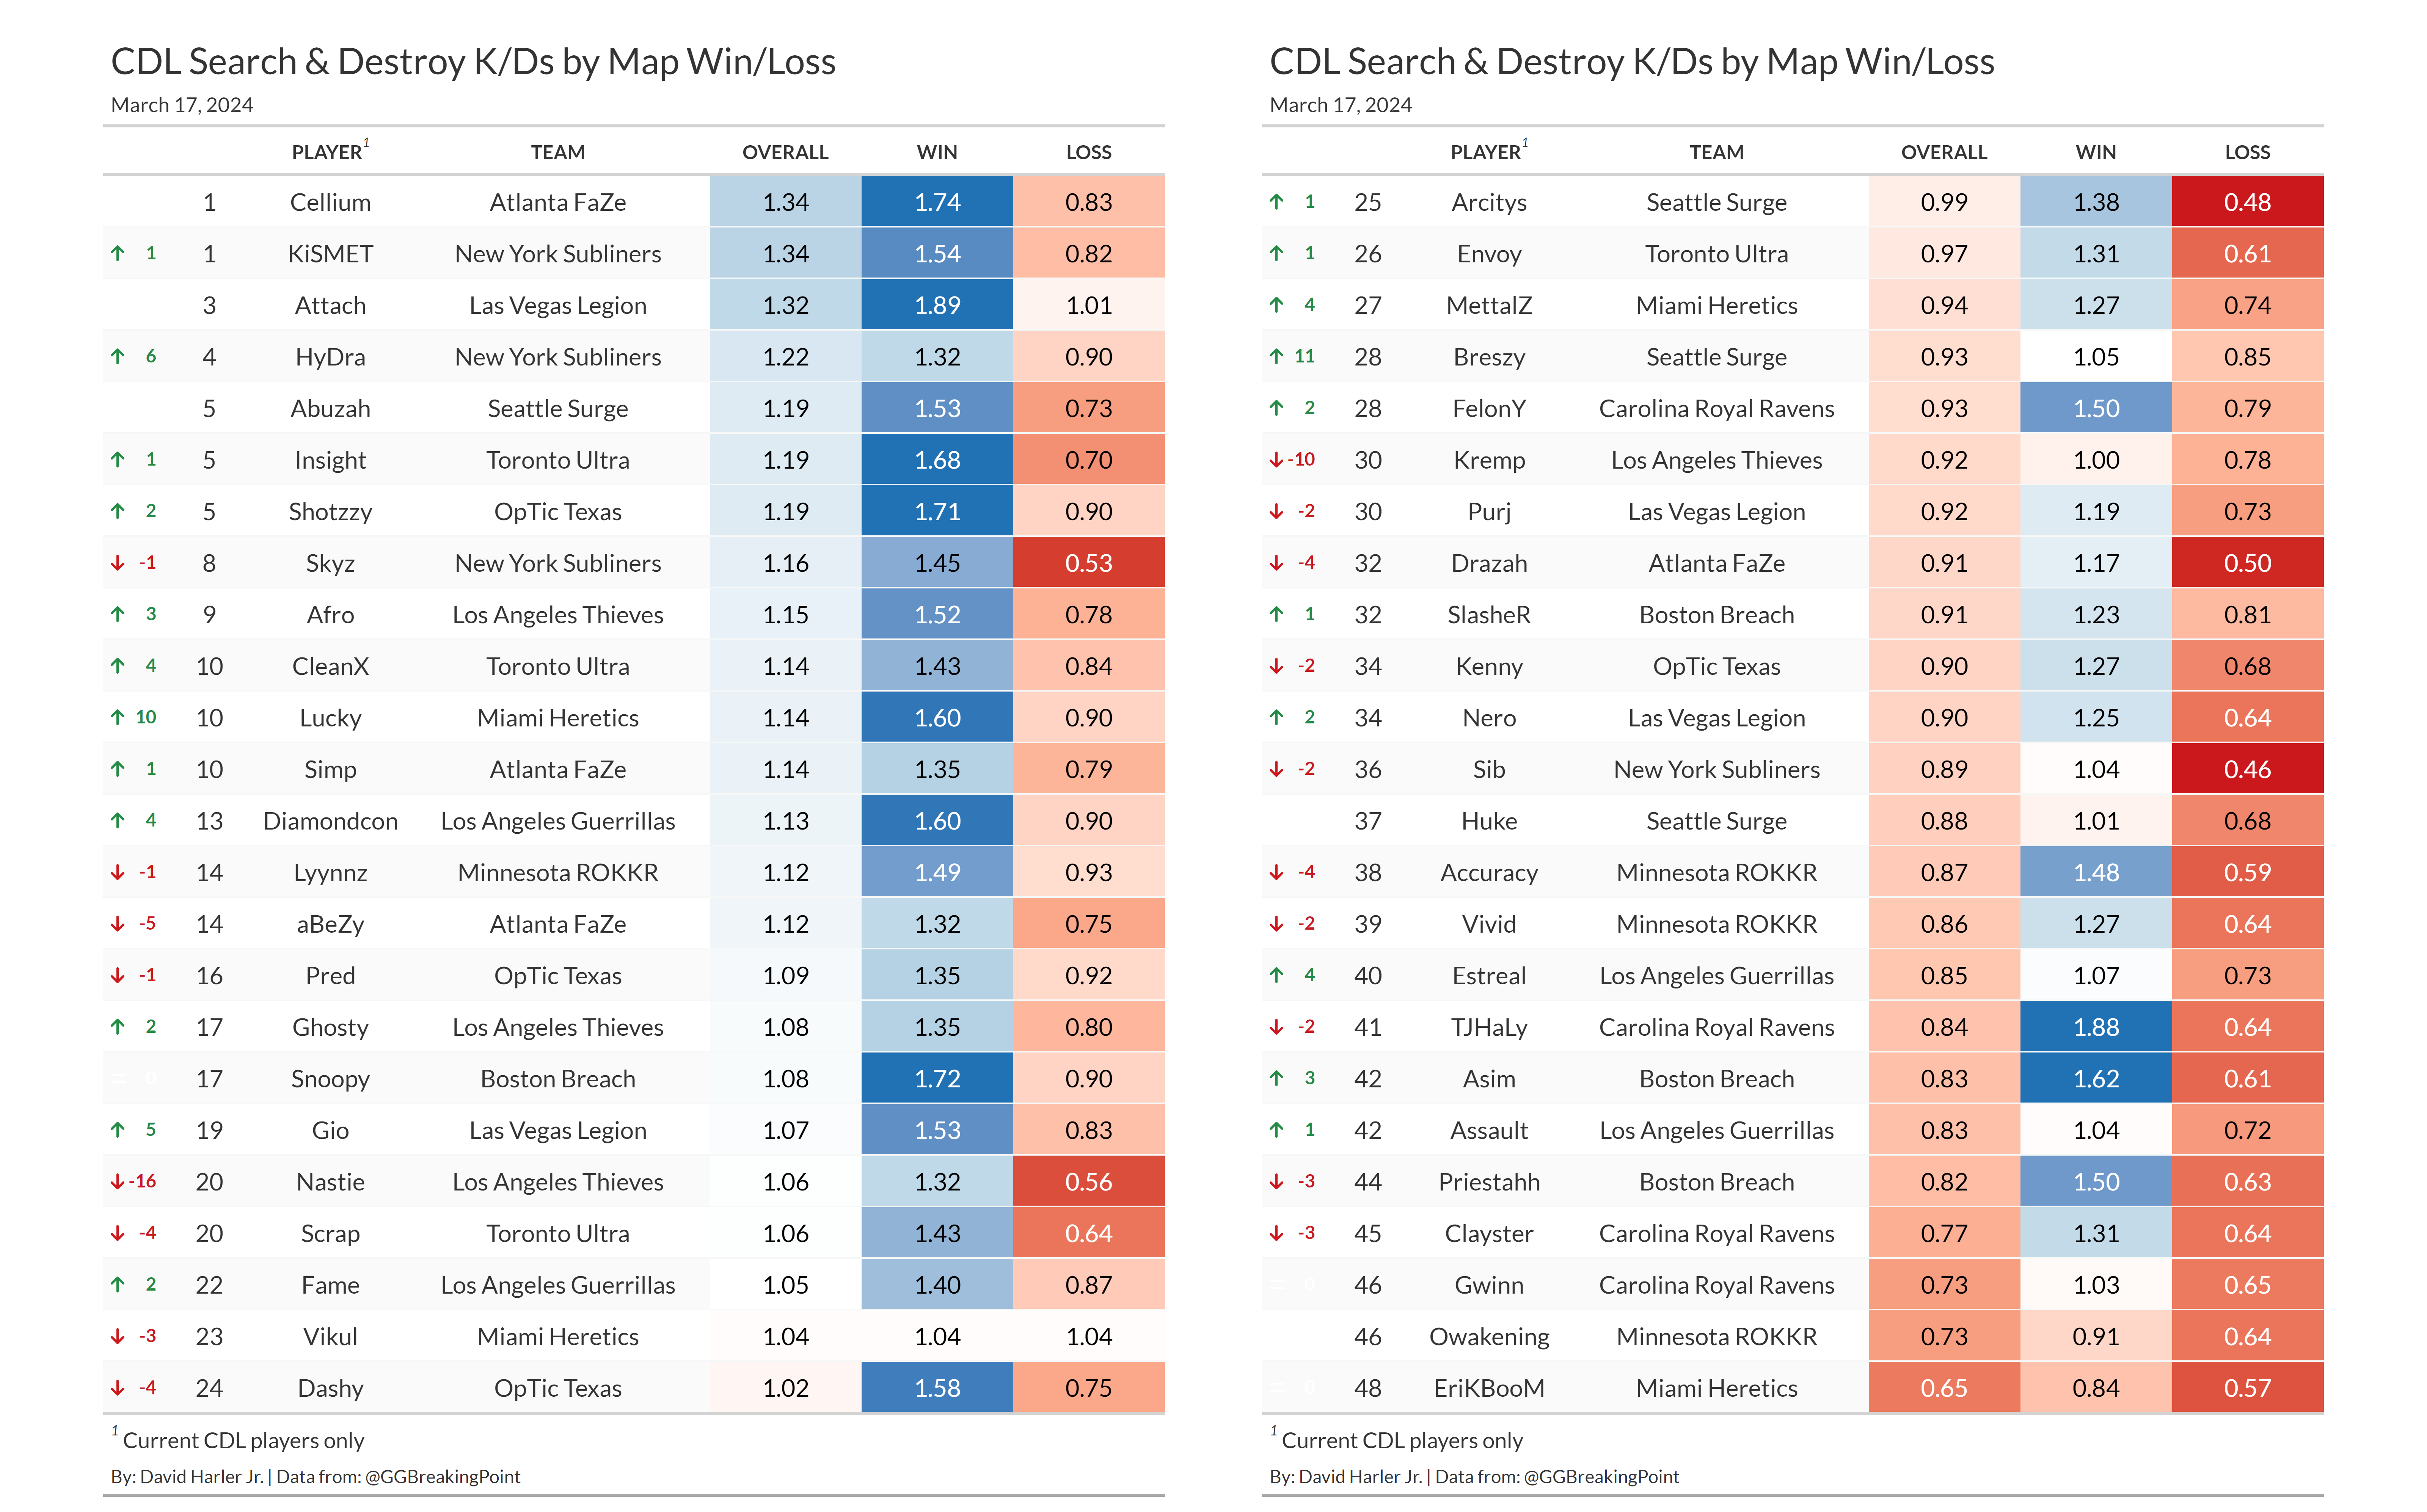 CDL Search & Destroy K/Ds by Map Win/Loss
March 17, 2024
PLAYER1 TEAM OVERALL WIN LOSS
1 Cellium Atlanta FaZe 1.34 1.74 0.83
↑ 1 1 KiSMET New York Subliners 1.34 1.54 0.82
3 Attach Las Vegas Legion 1.32 1.89 1.01
↑ 6 4 HyDra New York Subliners 1.22 1.32 0.90
5 Abuzah Seattle Surge 1.19 1.53 0.73
↑ 1 5 Insight Toronto Ultra 1.19 1.68 0.70
↑ 2 5 Shotzzy OpTic Texas 1.19 1.71 0.90
↓ -1 8 Skyz New York Subliners 1.16 1.45 0.53
↑ 3 9 Afro Los Angeles Thieves 1.15 1.52 0.78
↑ 4 10 CleanX Toronto Ultra 1.14 1.43 0.84
↑ 10 10 Lucky Miami Heretics 1.14 1.60 0.90
↑ 1 10 Simp Atlanta FaZe 1.14 1.35 0.79
↑ 4 13 Diamondcon Los Angeles Guerrillas 1.13 1.60 0.90
↓ -1 14 Lyynnz Minnesota ROKKR 1.12 1.49 0.93
↓ -5 14 aBeZy Atlanta FaZe 1.12 1.32 0.75
↓ -1 16 Pred OpTic Texas 1.09 1.35 0.92
↑ 2 17 Ghosty Los Angeles Thieves 1.08 1.35 0.80
= 0 17 Snoopy Boston Breach 1.08 1.72 0.90
↑ 5 19 Gio Las Vegas Legion 1.07 1.53 0.83
↓ -16 20 Nastie Los Angeles Thieves 1.06 1.32 0.56
↓ -4 20 Scrap Toronto Ultra 1.06 1.43 0.64
↑ 2 22 Fame Los Angeles Guerrillas 1.05 1.40 0.87
↓ -3 23 Vikul Miami Heretics 1.04 1.04 1.04
↓ -4 24 Dashy OpTic Texas 1.02 1.58 0.75
1 Current CDL players only
By: David Harler Jr. | Data from: @GGBreakingPoint
CDL Search & Destroy K/Ds by Map Win/Loss
March 17, 2024
PLAYER1 TEAM OVERALL WIN LOSS
↑ 1 25 Arcitys Seattle Surge 0.99 1.38 0.48
↑ 1 26 Envoy Toronto Ultra 0.97 1.31 0.61
↑ 4 27 MettalZ Miami Heretics 0.94 1.27 0.74
↑ 11 28 Breszy Seattle Surge 0.93 1.05 0.85
↑ 2 28 FelonY Carolina Royal Ravens 0.93 1.50 0.79
↓ -10 30 Kremp Los Angeles Thieves 0.92 1.00 0.78
↓ -2 30 Purj Las Vegas Legion 0.92 1.19 0.73
↓ -4 32 Drazah Atlanta FaZe 0.91 1.17 0.50
↑ 1 32 SlasheR Boston Breach 0.91 1.23 0.81
↓ -2 34 Kenny OpTic Texas 0.90 1.27 0.68
↑ 2 34 Nero Las Vegas Legion 0.90 1.25 0.64
↓ -2 36 Sib New York Subliners 0.89 1.04 0.46
37 Huke Seattle Surge 0.88 1.01 0.68
↓ -4 38 Accuracy Minnesota ROKKR 0.87 1.48 0.59
↓ -2 39 Vivid Minnesota ROKKR 0.86 1.27 0.64
↑ 4 40 Estreal Los Angeles Guerrillas 0.85 1.07 0.73
↓ -2 41 TJHaLy Carolina Royal Ravens 0.84 1.88 0.64
↑ 3 42 Asim Boston Breach 0.83 1.62 0.61
↑ 1 42 Assault Los Angeles Guerrillas 0.83 1.04 0.72
↓ -3 44 Priestahh Boston Breach 0.82 1.50 0.63
↓ -3 45 Clayster Carolina Royal Ravens 0.77 1.31 0.64
= 0 46 Gwinn Carolina Royal Ravens 0.73 1.03 0.65
46 Owakening Minnesota ROKKR 0.73 0.91 0.64
= 0 48 EriKBooM Miami Heretics 0.65 0.84 0.57
1 Current CDL players only
By: David Harler Jr. | Data from: @GGBreakingPoint